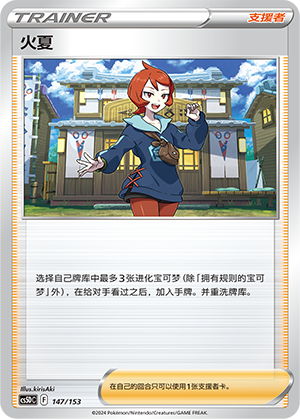 TRAINER 支援者
火夏
选择自己牌库中最多3张进化宝可梦（除「拥有规则的宝可
梦」外），在给对手看过之后，加入手牌。并重洗牌库。
Illus.kirisAki
cs5D C F 147/153
在自己的回合只可以使用1张支援者卡。
©2024 Pokémon/Nintendo/Creatures/GAME FREAK.